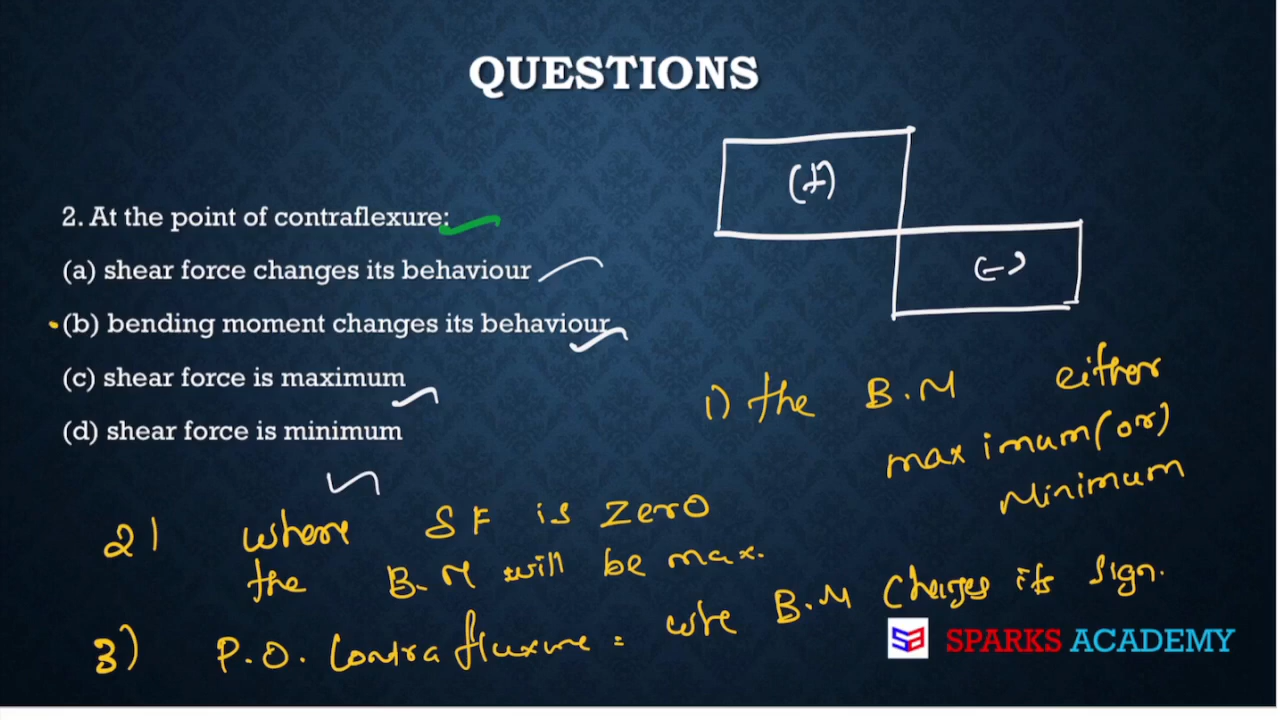 QUESTIONS
(+)
2. At the point of contraflexure:
(a) shear force changes its behaviour
(-)
(b) bending moment changes its behaviour
(c) shear force is maximum
(d) shear force is minimum
1) the B.M either
maximum (or)
Minimum
2) where SF is zero
the B.M will be max.
3) P.O. Contrafluxure = B.M Changes its Sign.
SPARKS ACADEMY